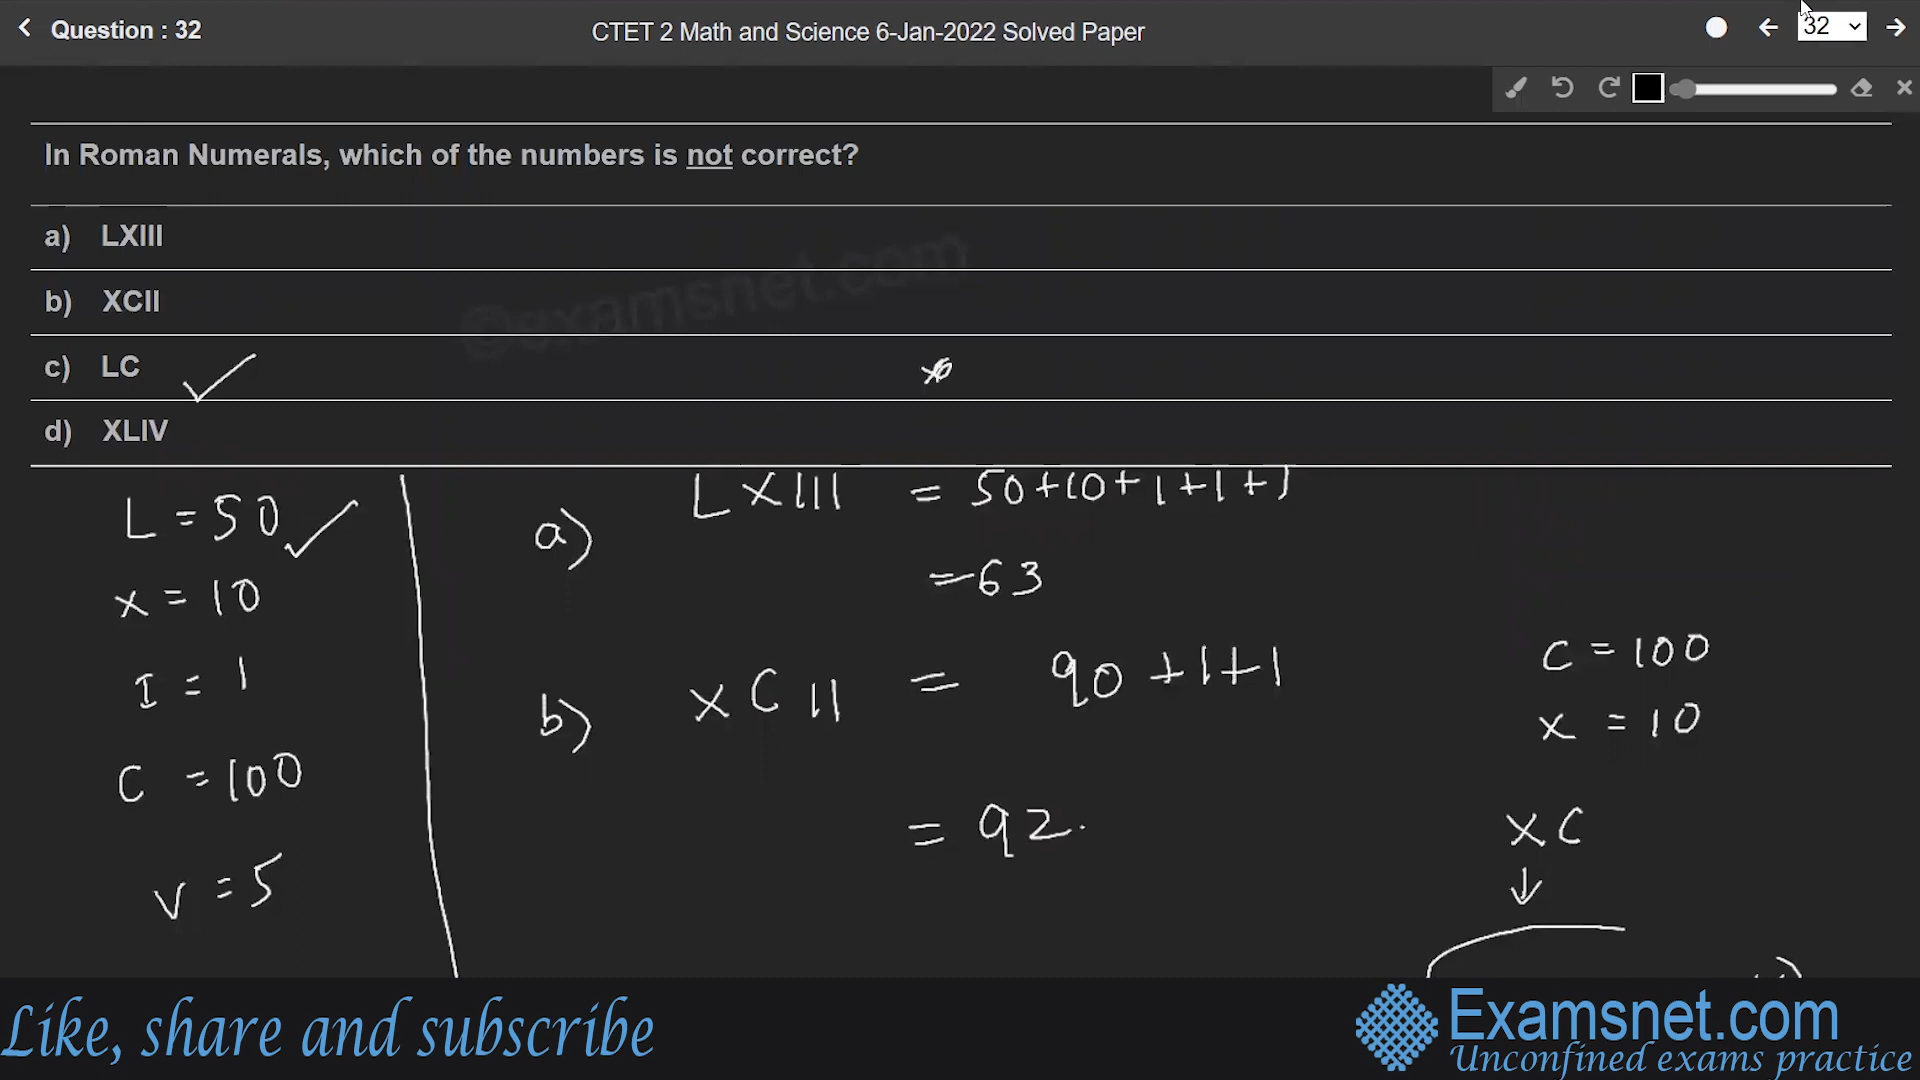 Question : 32
CTET 2 Math and Science 6-Jan-2022 Solved Paper
32
In Roman Numerals, which of the numbers is not correct?
a) LXIII
©examsnet.com
b) XCII
c) LC
d) XLIV
L = 50
x = 10
I = 1
C = 100
V = 5
a) LXIII = 50+10+1+1+1
= 63
b) XCII = 90+1+1
= 92.
C = 100
x = 10
XC
Like, share and subscribe
Examsnet.com
Unconfined exams practice